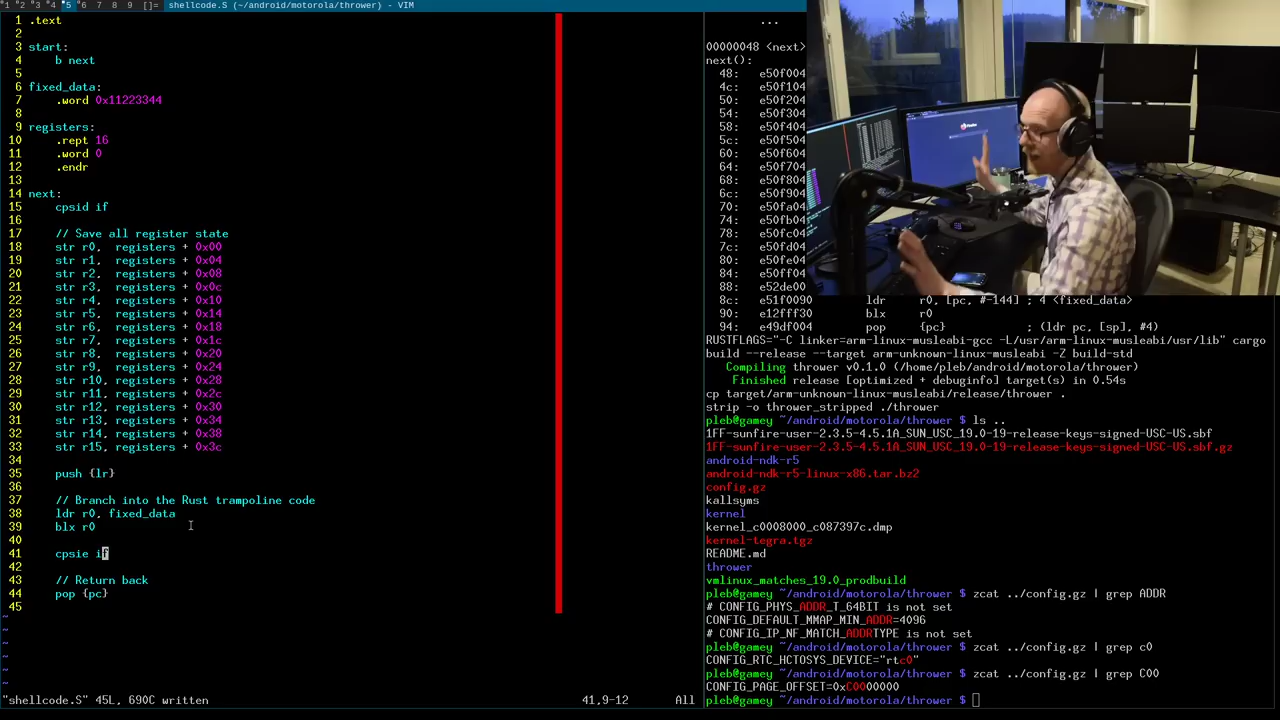 *1 *2 *3 *4 *5 *6 *7 *8 *9 []= shellcode.S (~/android/motorola/thrower) - VIM
1 .text
2
3 start:
4 b next
5
6 fixed_data:
7 .word 0x11223344
8
9 registers:
10 .rept 16
11 .word 0
12 .endr
13
14 next:
15 cpsid if
16
17 // Save all register state
18 str r0, registers + 0x00
19 str r1, registers + 0x04
20 str r2, registers + 0x08
21 str r3, registers + 0x0c
22 str r4, registers + 0x10
23 str r5, registers + 0x14
24 str r6, registers + 0x18
25 str r7, registers + 0x1c
26 str r8, registers + 0x20
27 str r9, registers + 0x24
28 str r10, registers + 0x28
29 str r11, registers + 0x2c
30 str r12, registers + 0x30
31 str r13, registers + 0x34
32 str r14, registers + 0x38
33 str r15, registers + 0x3c
34
35 push {lr}
36
37 // Branch into the Rust trampoline code
38 ldr r0, fixed_data
39 blx r0
40
41 cpsie if
42
43 // Return back
44 pop {pc}
45
~
~
~
~
~
~
"shellcode.S" 45L, 690C written 41,9-12 All
...
00000048 <next>
next():
48: e50f004
4c: e50f104
50: e50f204
54: e50f304
58: e50f404
5c: e50f504
60: e50f604
64: e50f704
68: e50f804
6c: e50f904
70: e50fa04
74: e50fb04
78: e50fc04
7c: e50fd04
80: e50fe04
84: e50ff04
88: e52de00
8c: e51f0090 ldr r0, [pc, #-144] ; 4 <fixed_data>
90: e12fff30 blx r0
94: e49df004 pop {pc} ; (ldr pc, [sp], #4)
RUSTFLAGS="-C linker=arm-linux-musleabi-gcc -L/usr/arm-linux-musleabi/usr/lib" cargo
build --release --target arm-unknown-linux-musleabi -Z build-std
Compiling thrower v0.1.0 (/home/pleb/android/motorola/thrower)
Finished release [optimized + debuginfo] target(s) in 0.54s
cp target/arm-unknown-linux-musleabi/release/thrower .
strip -o thrower_stripped ./thrower
pleb@gamey ~/android/motorola/thrower $ ls ..
1FF-sunfire-user-2.3.5-4.5.1A_SUN_USC_19.0-19-release-keys-signed-USC-US.sbf
1FF-sunfire-user-2.3.5-4.5.1A_SUN_USC_19.0-19-release-keys-signed-USC-US.sbf.gz
android-ndk-r5
android-ndk-r5-linux-x86.tar.bz2
config.gz
kallsyms
kernel
kernel_c0008000_c087397c.dmp
kernel-tegra.tgz
README.md
thrower
vmlinux_matches_19.0_prodbuild
pleb@gamey ~/android/motorola/thrower $ zcat ../config.gz | grep ADDR
# CONFIG_PHYS_ADDR_T_64BIT is not set
CONFIG_DEFAULT_MMAP_MIN_ADDR=4096
# CONFIG_IP_NF_MATCH_ADDRTYPE is not set
pleb@gamey ~/android/motorola/thrower $ zcat ../config.gz | grep c0
CONFIG_RTC_HCTOSYS_DEVICE="rtc0"
pleb@gamey ~/android/motorola/thrower $ zcat ../config.gz | grep C00
CONFIG_PAGE_OFFSET=0xC0000000
pleb@gamey ~/android/motorola/thrower $